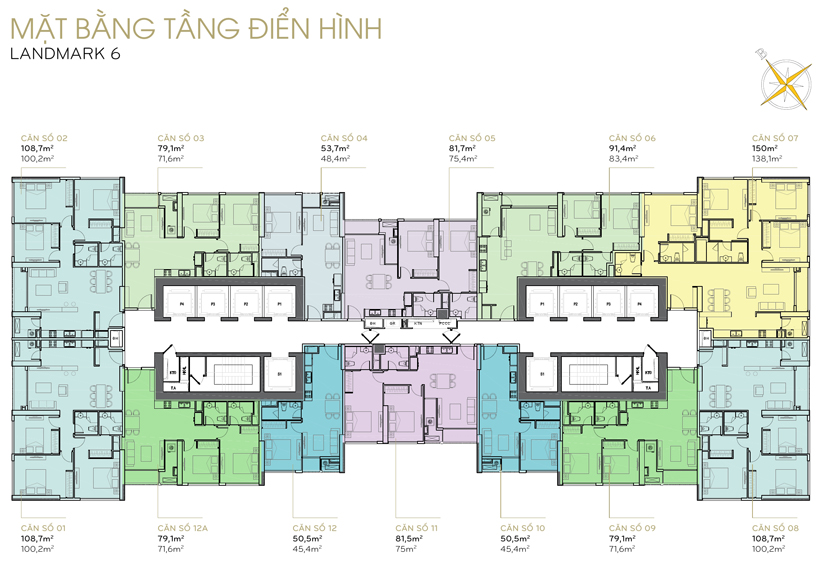 MẶT BẰNG TẦNG ĐIỂN HÌNH
LANDMARK 6
CĂN SỐ 02
108,7m²
100,2m²
CĂN SỐ 03
79,1m²
71,6m²
CĂN SỐ 04
53,7m²
48,4m²
CĂN SỐ 05
81,7m²
75,4m²
CĂN SỐ 06
91,4m²
83,4m²
CĂN SỐ 07
150m²
138,1m²
P4
P3
P2
P1
P1
P2
P3
P4
KTĐ
PCCC
S1
S1
CĂN SỐ 01
108,7m²
100,2m²
CĂN SỐ 12A
79,1m²
71,6m²
CĂN SỐ 12
50,5m²
45,4m²
CĂN SỐ 11
81,5m²
75m²
CĂN SỐ 10
50,5m²
45,4m²
CĂN SỐ 09
79,1m²
71,6m²
CĂN SỐ 08
108,7m²
100,2m²